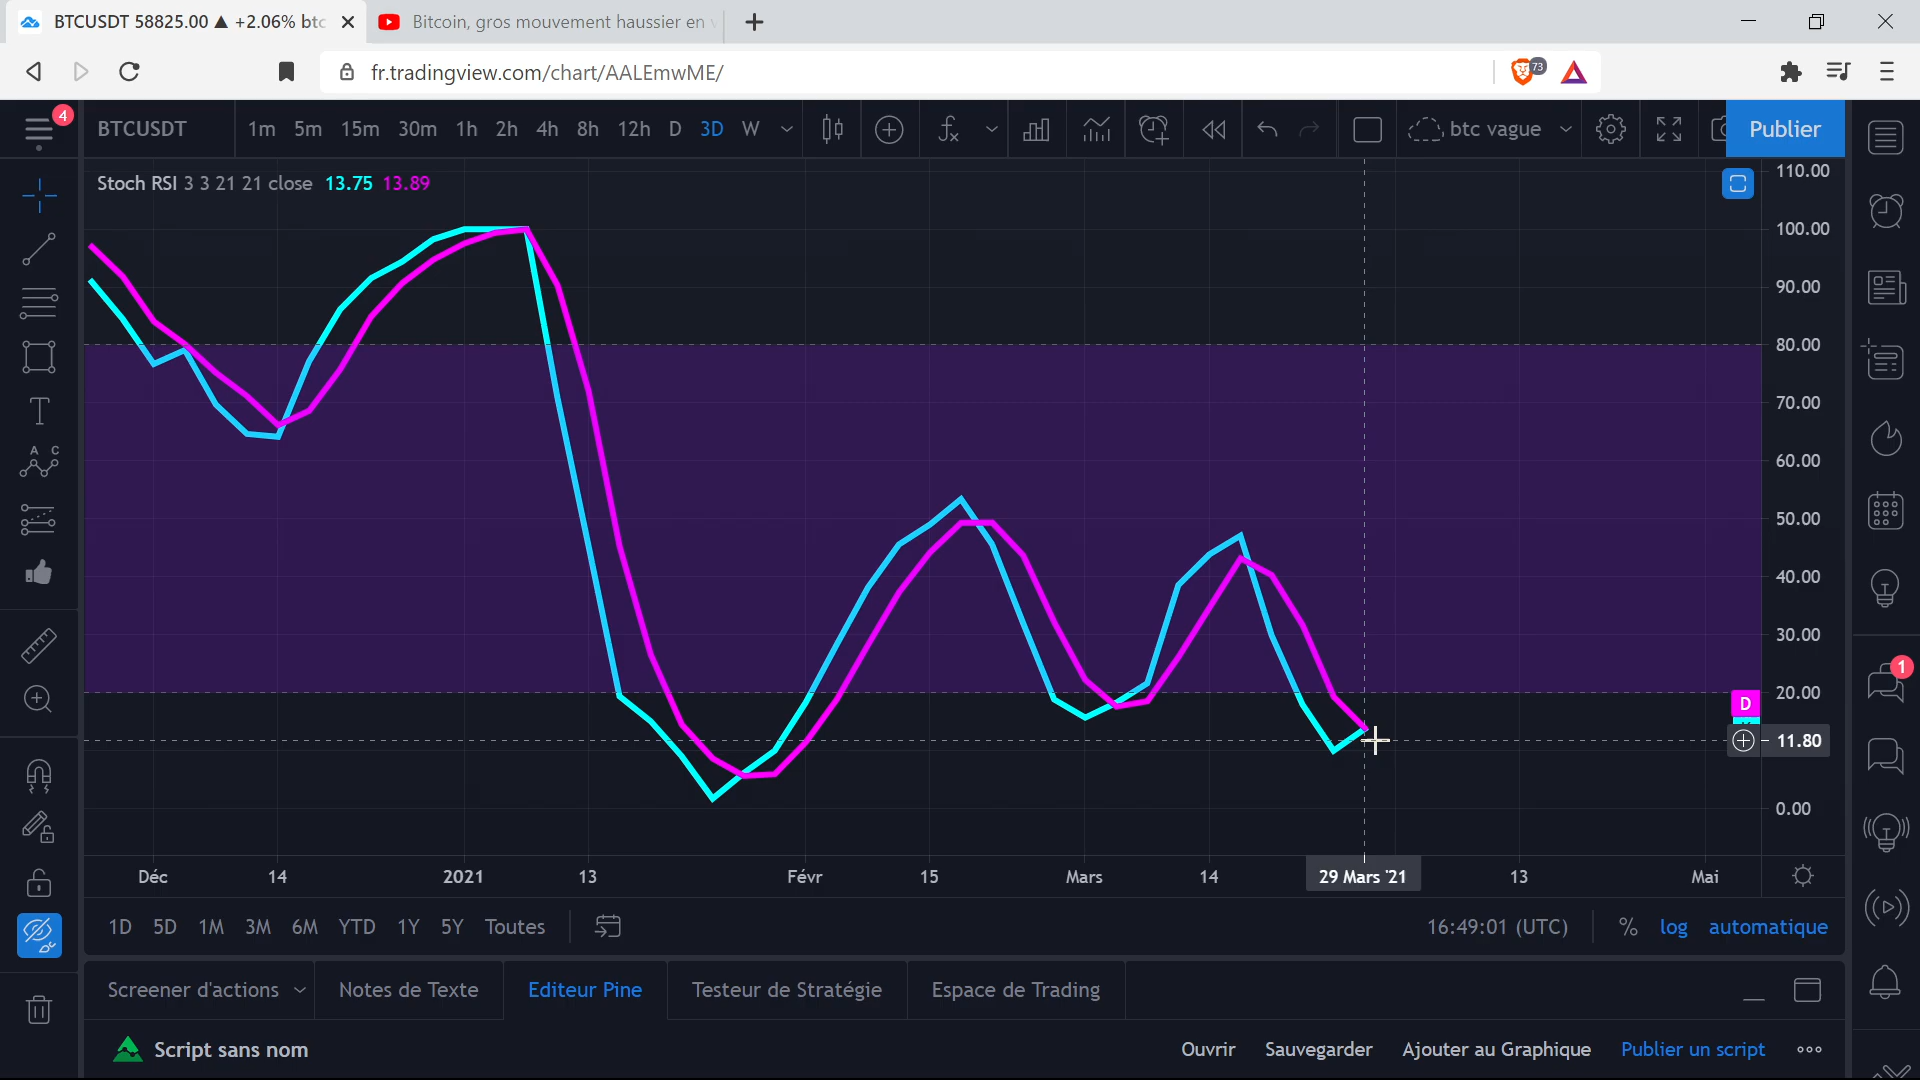 BTCUSDT 58825.00 ▲ +2.06% btc
Bitcoin, gros mouvement haussier en
fr.tradingview.com/chart/AALEmwME/
73
4
BTCUSDT
1m 5m 15m 30m 1h 2h 4h 8h 12h D 3D W
btc vague
Publier
Stoch RSI 3 3 21 21 close 13.75 13.89
110.00
100.00
90.00
80.00
70.00
60.00
50.00
40.00
30.00
20.00
D
11.80
0.00
T
A C
1
Déc 14 2021 13 Févr 15 Mars 14 29 Mars '21 13 Mai
1D 5D 1M 3M 6M YTD 1Y 5Y Toutes
16:49:01 (UTC) % log automatique
Screener d'actions Notes de Texte Editeur Pine Testeur de Stratégie Espace de Trading
Script sans nom
Ouvrir Sauvegarder Ajouter au Graphique Publier un script